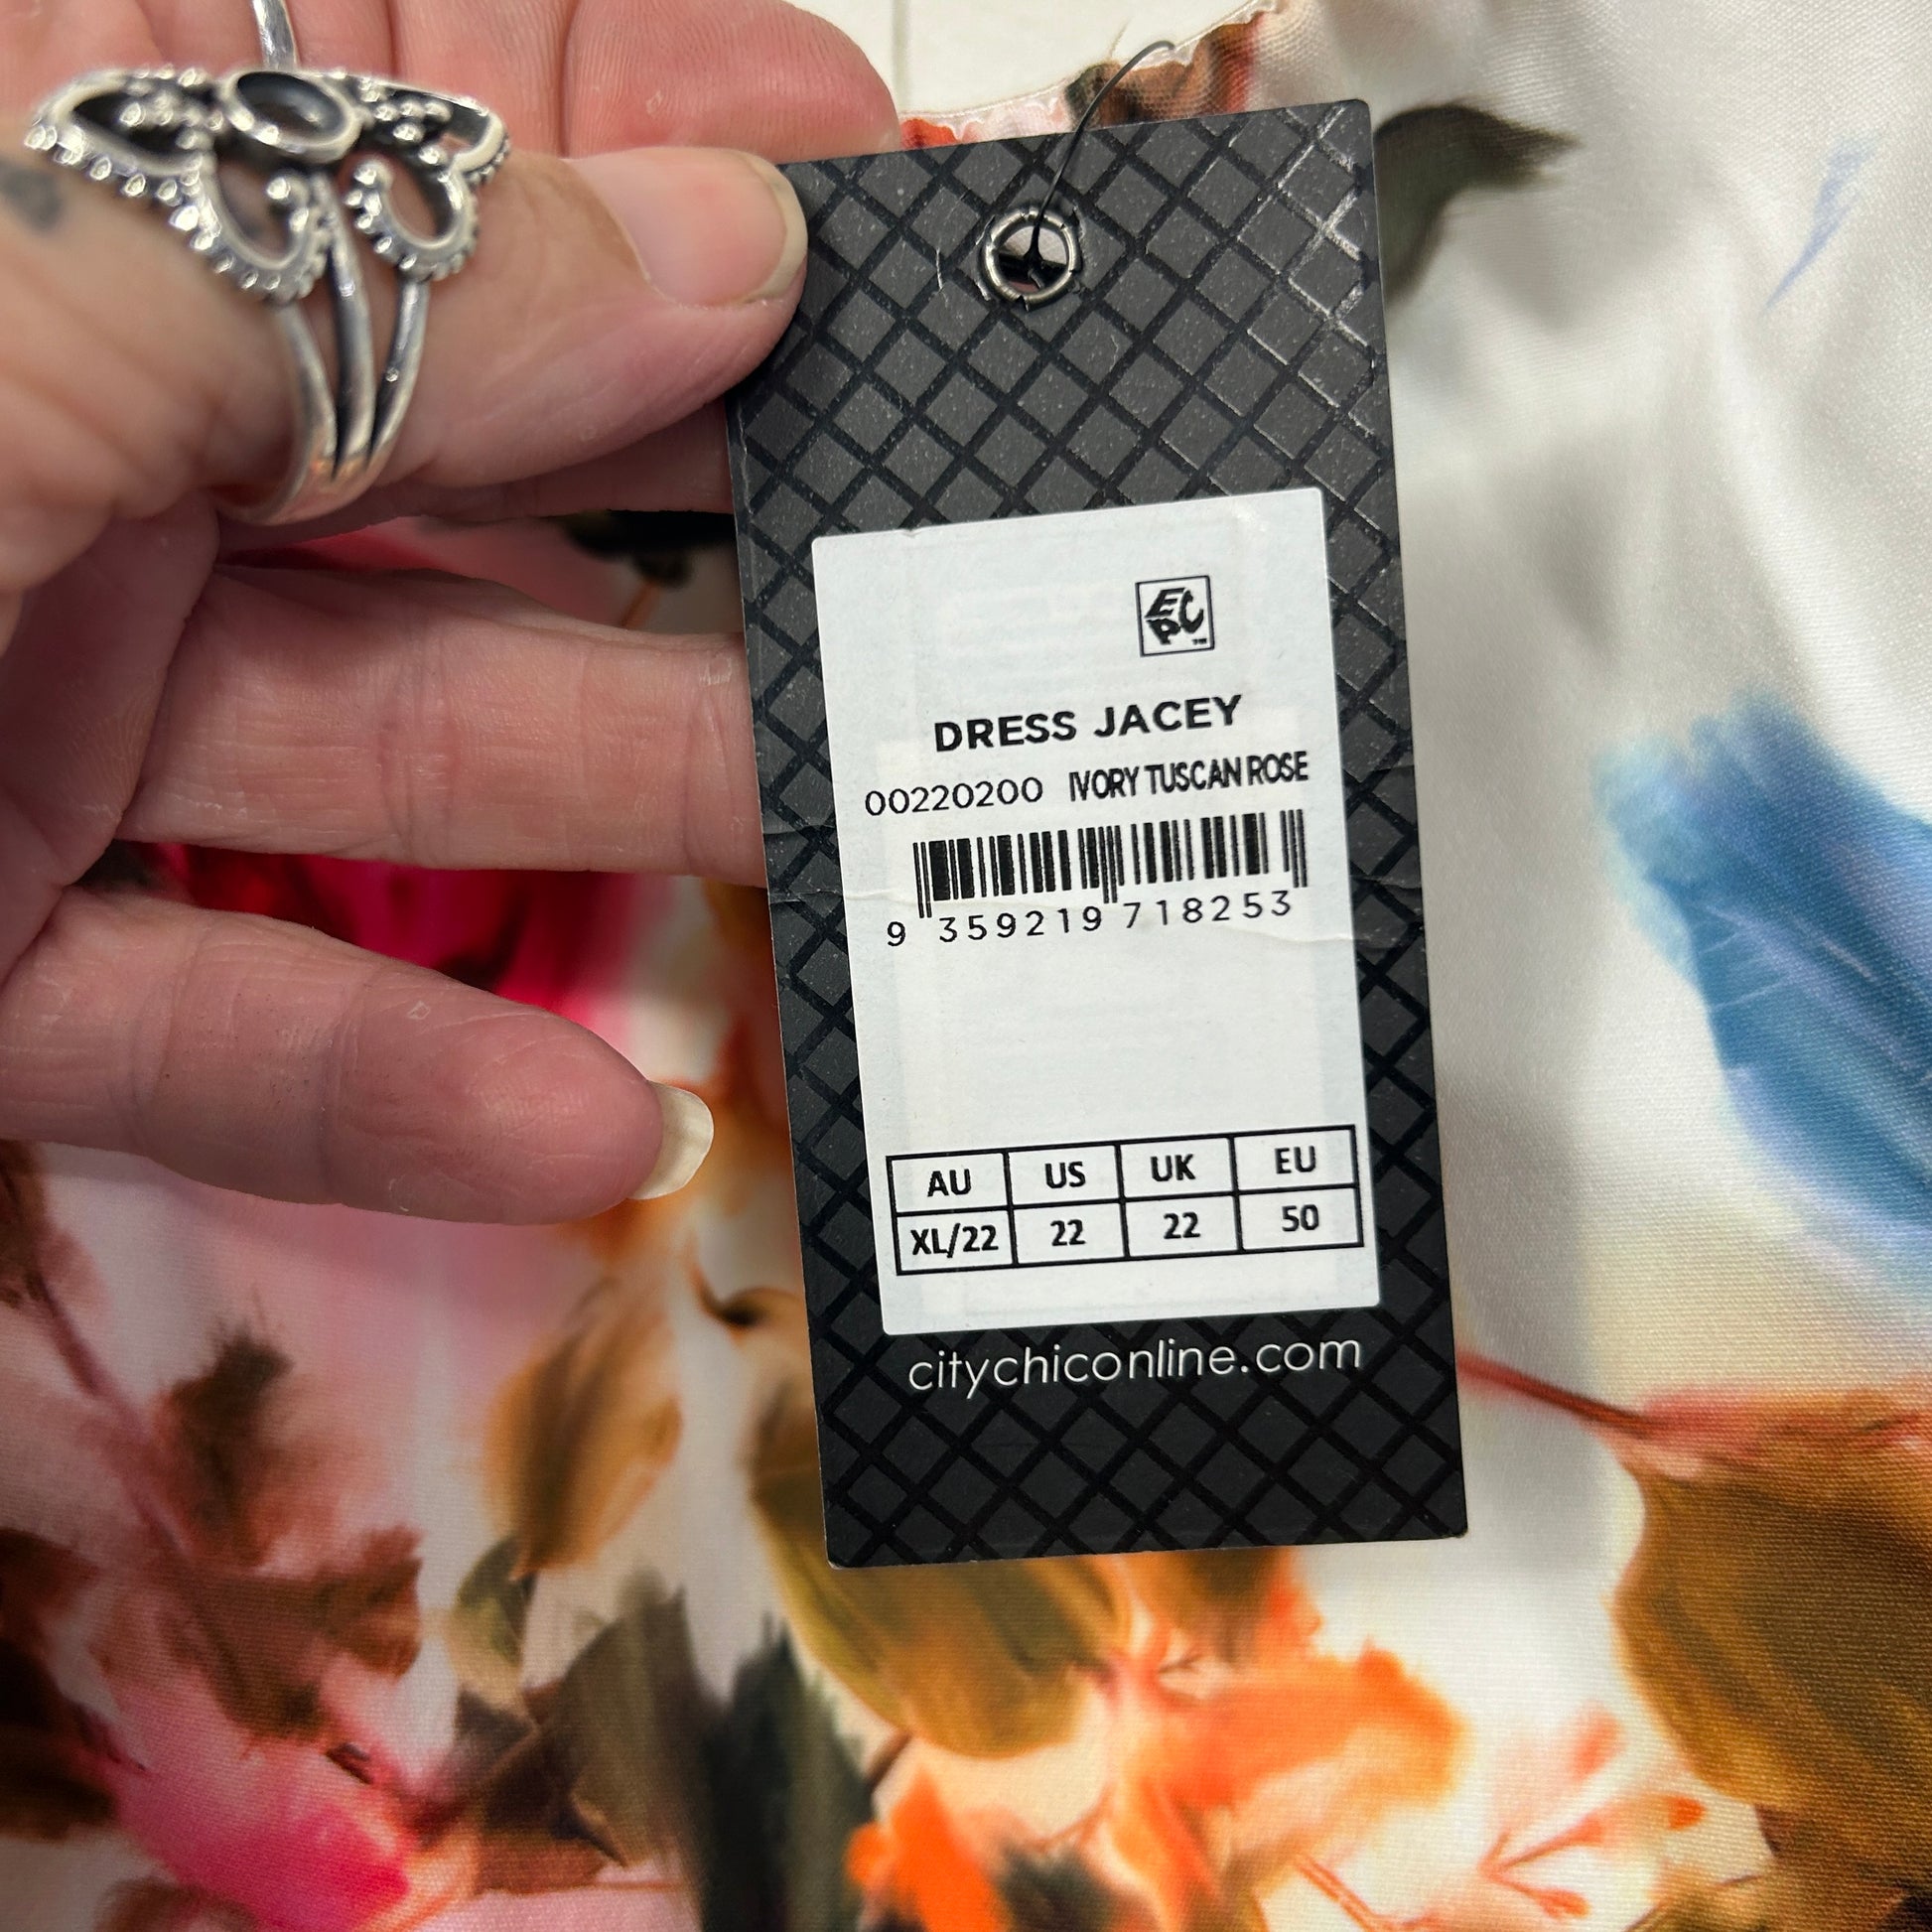 ECPC™
DRESS JACEY
00220200 IVORY TUSCAN ROSE
9 359219 718253
AU US UK EU
XL/22 22 22 50
citychiconline.com